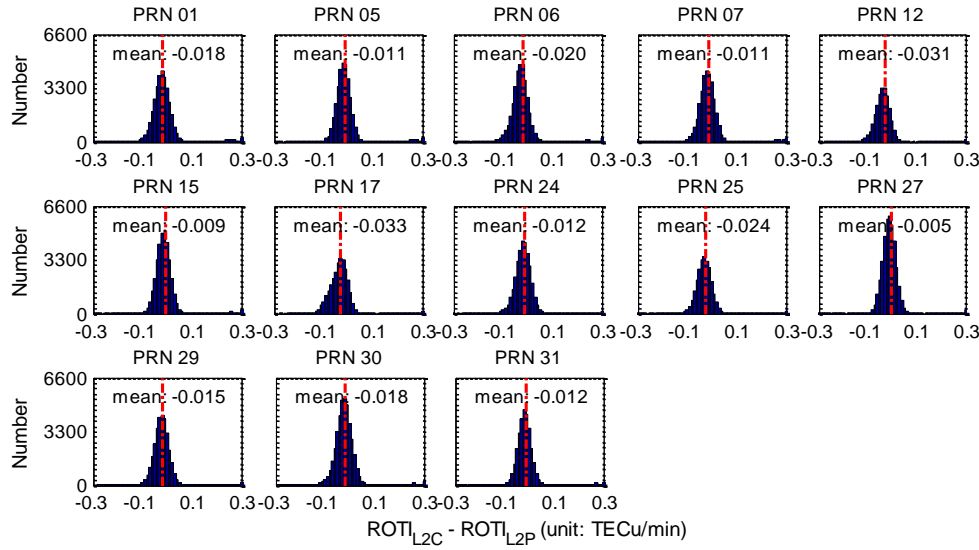 PRN 01 PRN 05 PRN 06 PRN 07 PRN 12
6600
mean: -0.018 mean: -0.011 mean: -0.020 mean: -0.011 mean: -0.031
Number
3300
0
-0.3 -0.1 0.1 0.3 -0.3 -0.1 0.1 0.3 -0.3 -0.1 0.1 0.3 -0.3 -0.1 0.1 0.3 -0.3 -0.1 0.1 0.3
PRN 15 PRN 17 PRN 24 PRN 25 PRN 27
6600
mean: -0.009 mean: -0.033 mean: -0.012 mean: -0.024 mean: -0.005
Number
3300
0
-0.3 -0.1 0.1 0.3 -0.3 -0.1 0.1 0.3 -0.3 -0.1 0.1 0.3 -0.3 -0.1 0.1 0.3 -0.3 -0.1 0.1 0.3
PRN 29 PRN 30 PRN 31
6600
mean: -0.015 mean: -0.018 mean: -0.012
Number
3300
0
-0.3 -0.1 0.1 0.3 -0.3 -0.1 0.1 0.3 -0.3 -0.1 0.1 0.3
ROTI_L2C - ROTI_L2P (unit: TECu/min)